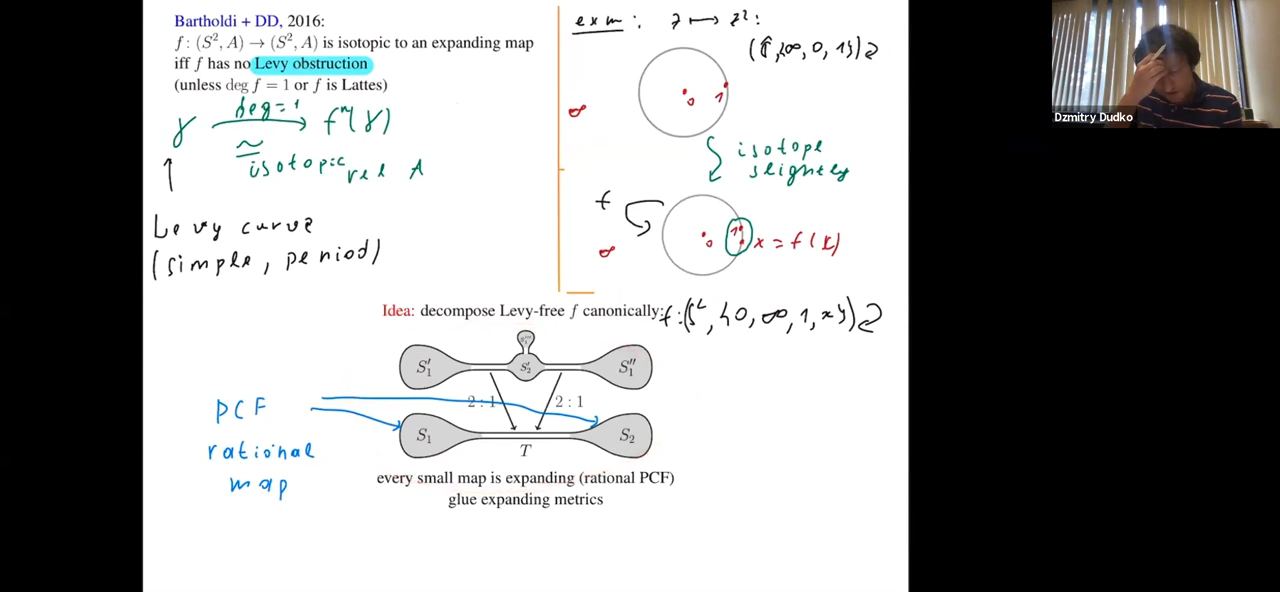 Bartholdi + DD, 2016:
f : (S², A) → (S², A) is isotopic to an expanding map
iff f has no Levy obstruction
(unless deg f = 1 or f is Lattes)
γ deg=1 → fⁿ(γ)
≃ isotopic rel A
↑
Levy curve
(simple, period)
exm: z ↦ z²:
(Ĉ, {∞, 0, 1})⊋
∞ 0 1
isotope
slightly
f
∞ 0 1 x = f(x)
Idea: decompose Levy-free f canonically:
f:(S², {0, ∞, 1, x})⊋
S′₁ S′₂ S″₁
2 : 1 2 : 1
S₁ T S₂
PCF
rational
map
every small map is expanding (rational PCF)
glue expanding metrics
Dzmitry Dudko